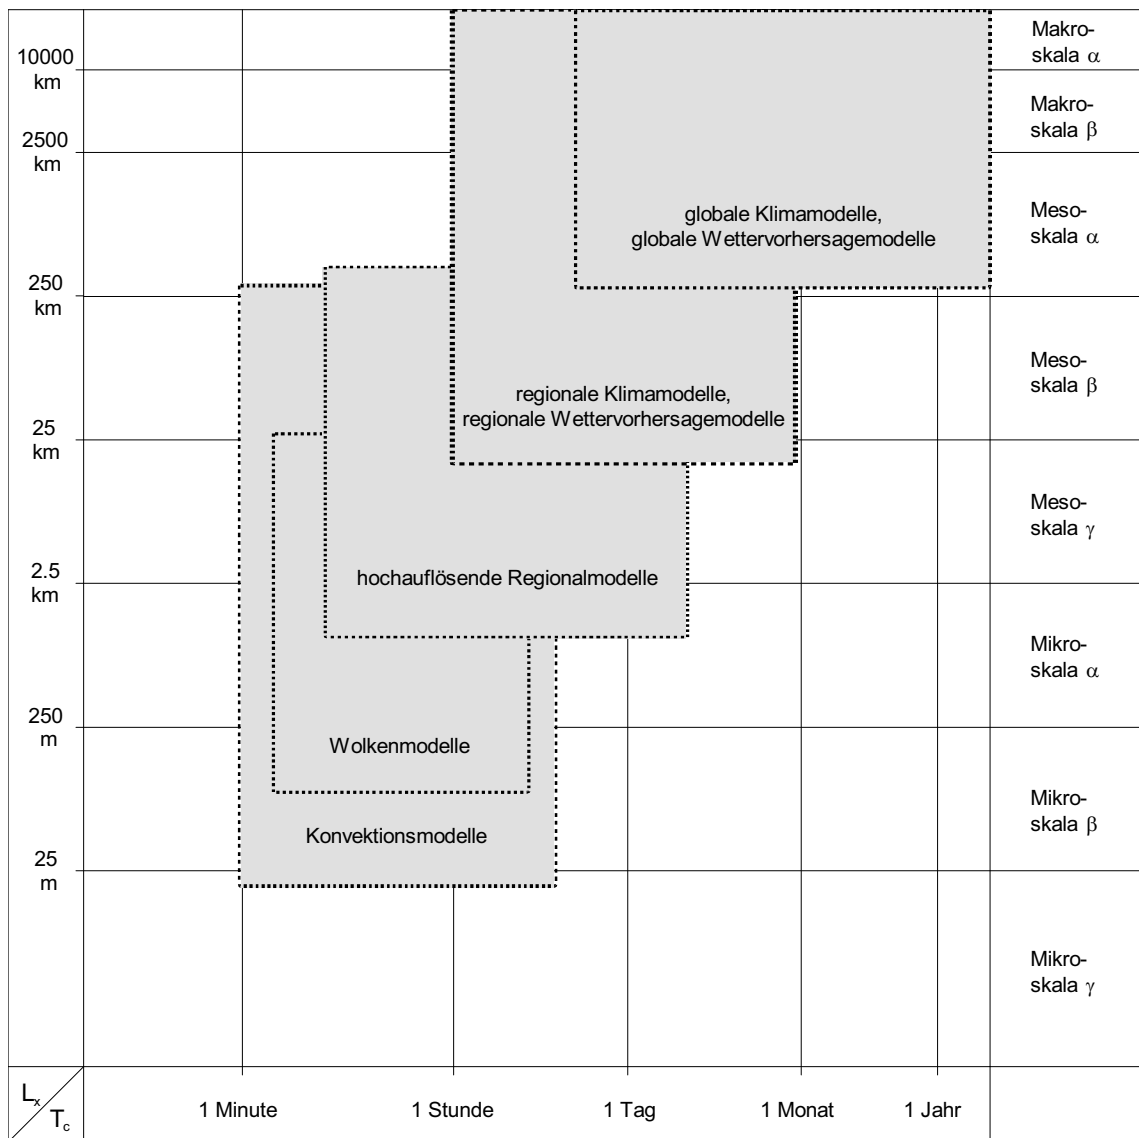 10000
km
2500
km
250
km
25
km
2.5
km
250
m
25
m
Makro-
skala α
Makro-
skala β
Meso-
skala α
Meso-
skala β
Meso-
skala γ
Mikro-
skala α
Mikro-
skala β
Mikro-
skala γ
globale Klimamodelle,
globale Wettervorhersagemodelle
regionale Klimamodelle,
regionale Wettervorhersagemodelle
hochauflösende Regionalmodelle
Wolkenmodelle
Konvektionsmodelle
Lx
Tc
1 Minute
1 Stunde
1 Tag
1 Monat
1 Jahr